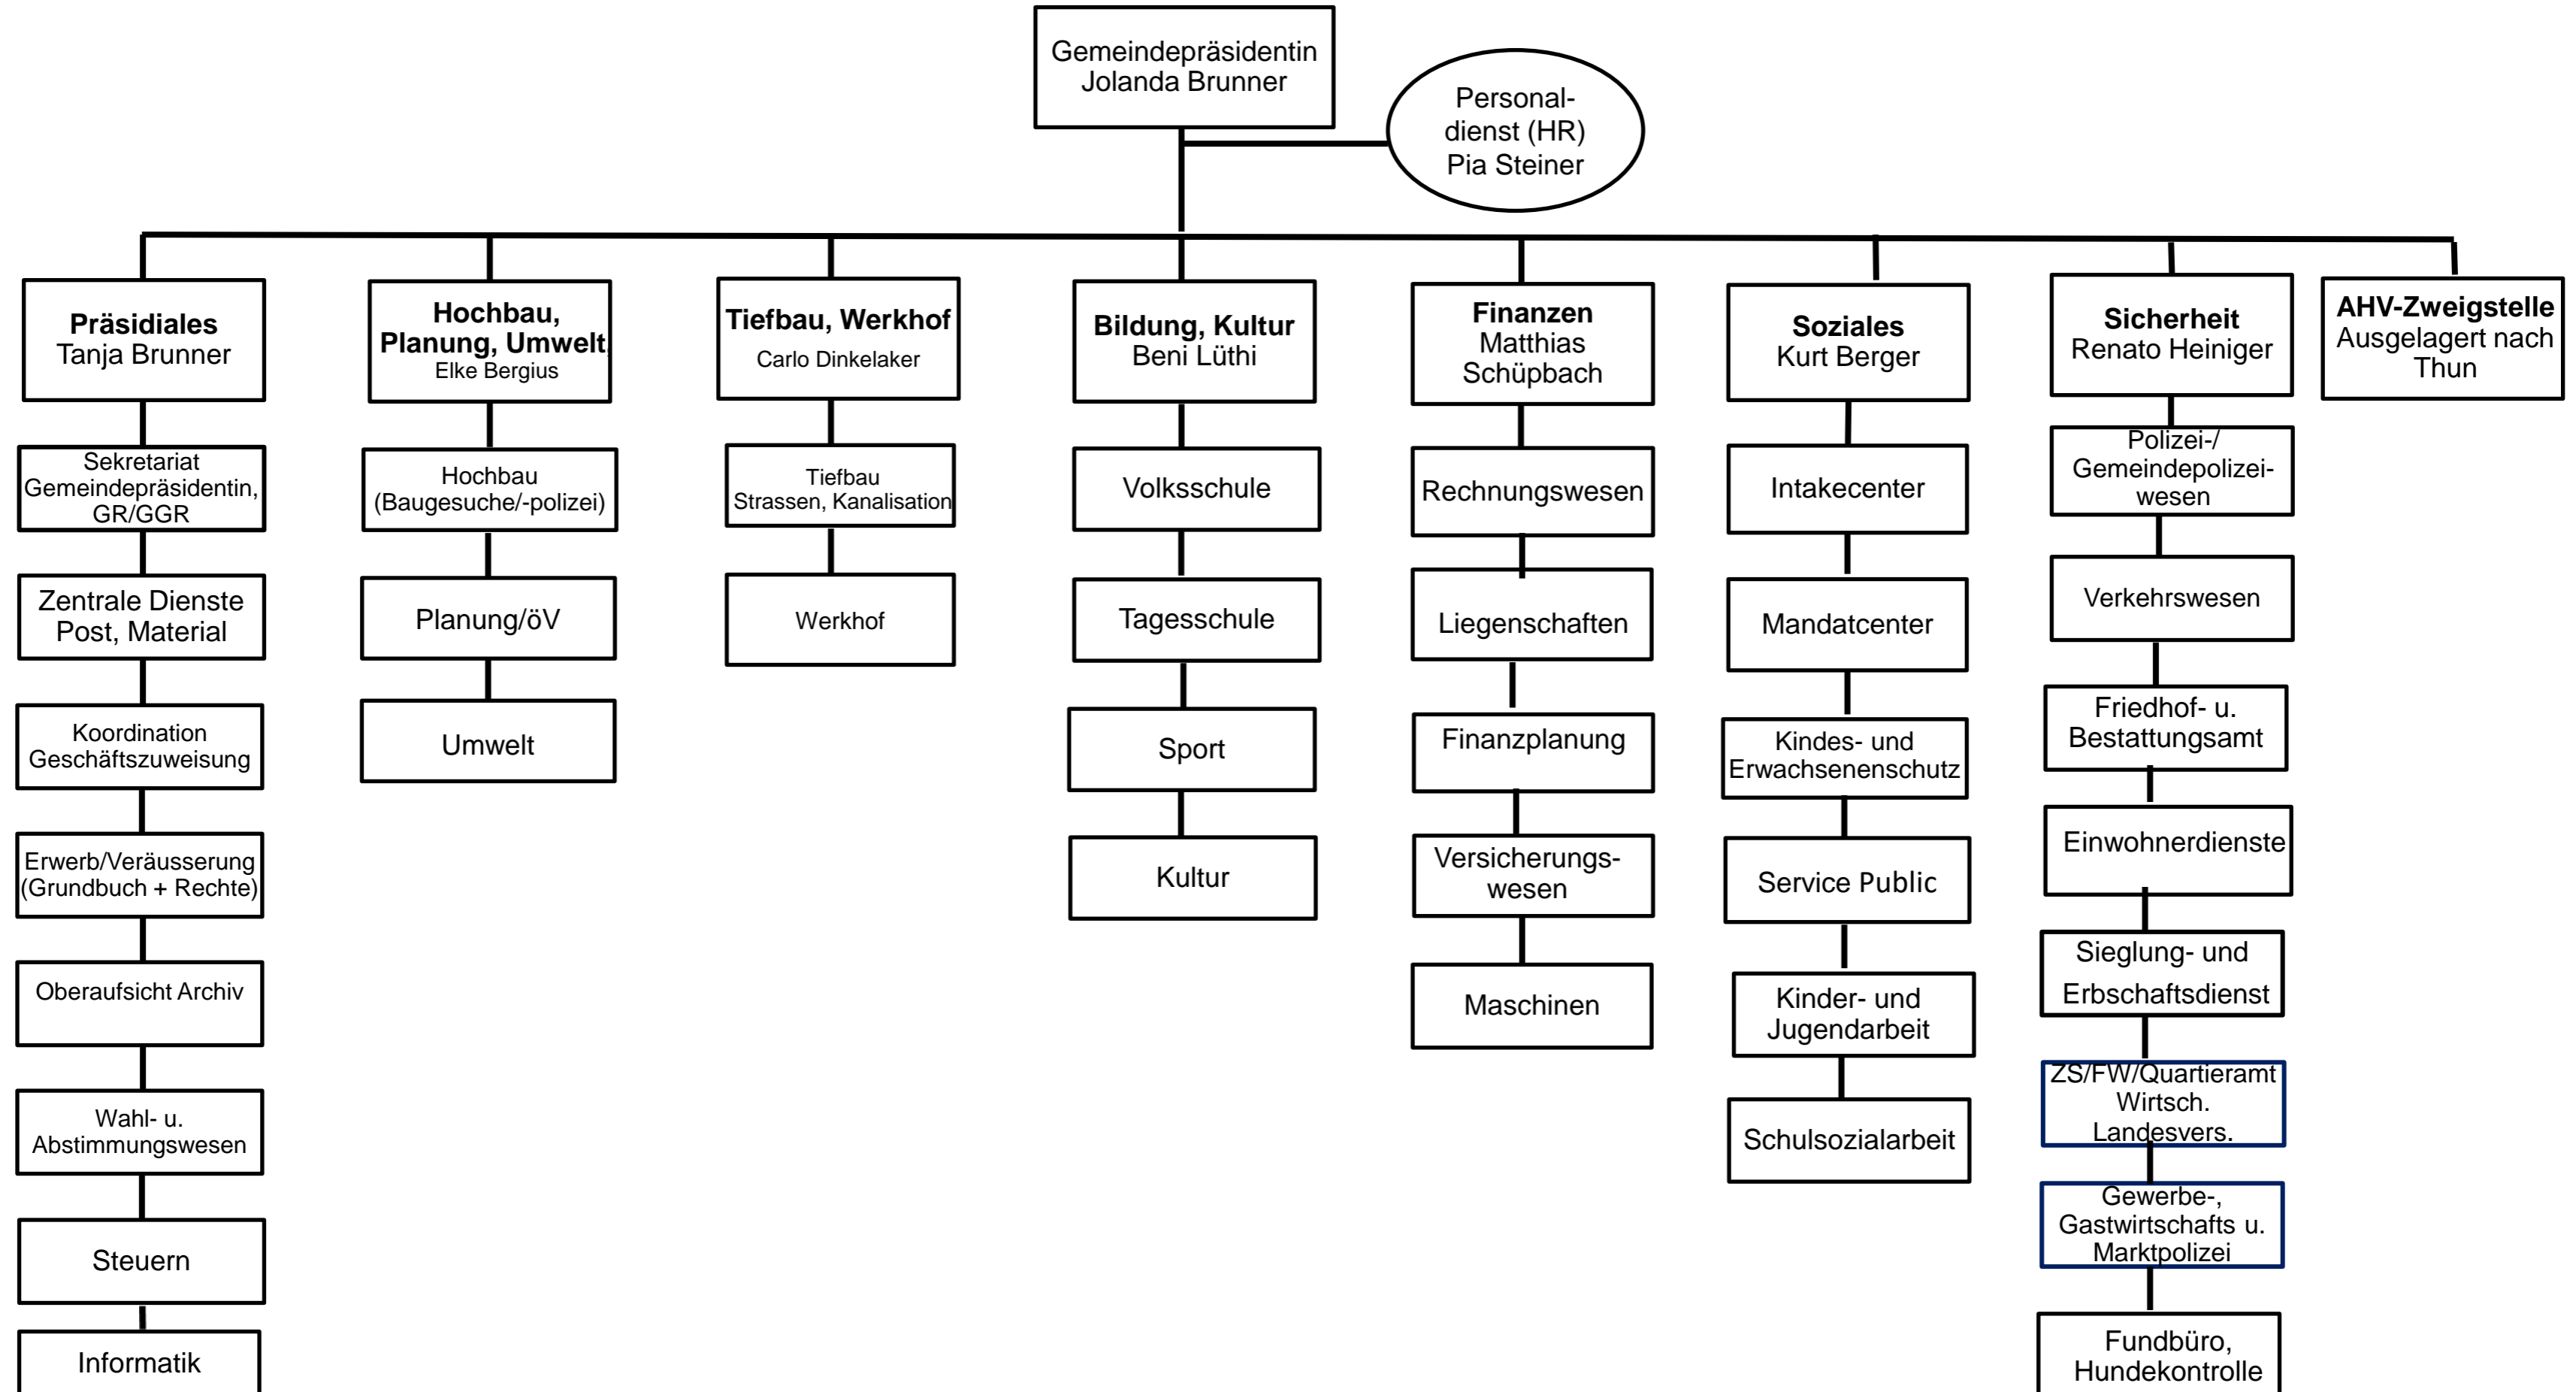 Gemeindepräsidentin
Jolanda Brunner
Personal-
dienst (HR)
Pia Steiner
Präsidiales
Tanja Brunner
Sekretariat
Gemeindepräsidentin,
GR/GGR
Zentrale Dienste
Post, Material
Koordination
Geschäftszuweisung
Erwerb/Veräusserung
(Grundbuch + Rechte)
Oberaufsicht Archiv
Wahl- u.
Abstimmungswesen
Steuern
Informatik
Hochbau,
Planung, Umwelt,
Elke Bergius
Hochbau
(Baugesuche/-polizei)
Planung/öV
Umwelt
Tiefbau, Werkhof
Carlo Dinkelaker
Tiefbau
Strassen, Kanalisation
Werkhof
Bildung, Kultur
Beni Lüthi
Volksschule
Tagesschule
Sport
Kultur
Finanzen
Matthias
Schüpbach
Rechnungswesen
Liegenschaften
Finanzplanung
Versicherungs-
wesen
Maschinen
Soziales
Kurt Berger
Intakecenter
Mandatcenter
Kindes- und
Erwachsenenschutz
Service Public
Kinder- und
Jugendarbeit
Schulsozialarbeit
Sicherheit
Renato Heiniger
Polizei-/
Gemeindepolizei-
wesen
Verkehrswesen
Friedhof- u.
Bestattungsamt
Einwohnerdienste
Sieglung- und
Erbschaftsdienst
ZS/FW/Quartieramt
Wirtsch.
Landesvers.
Gewerbe-,
Gastwirtschafts u.
Marktpolizei
Fundbüro,
Hundekontrolle
AHV-Zweigstelle
Ausgelagert nach
Thun